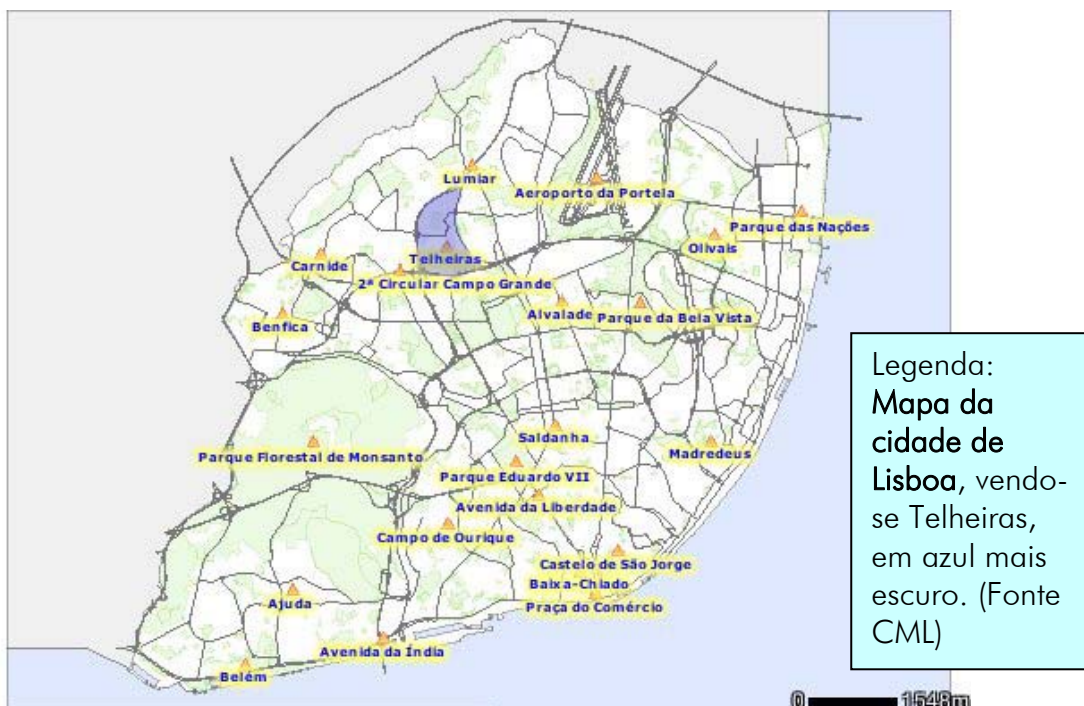 Lumiar
Aeroporto da Portela
Parque das Nações
Olivais
Telheiras
Carnide
2ª Circular Campo Grande
Alvalade
Parque da Bela Vista
Benfica
Saldanha
Madredeus
Parque Florestal de Monsanto
Parque Eduardo VII
Avenida da Liberdade
Campo de Ourique
Castelo de São Jorge
Baixa-Chiado
Praça do Comércio
Ajuda
Avenida da Índia
Belém
Legenda:
Mapa da
cidade de
Lisboa, vendo-
se Telheiras,
em azul mais
escuro. (Fonte
CML)
0 1548m